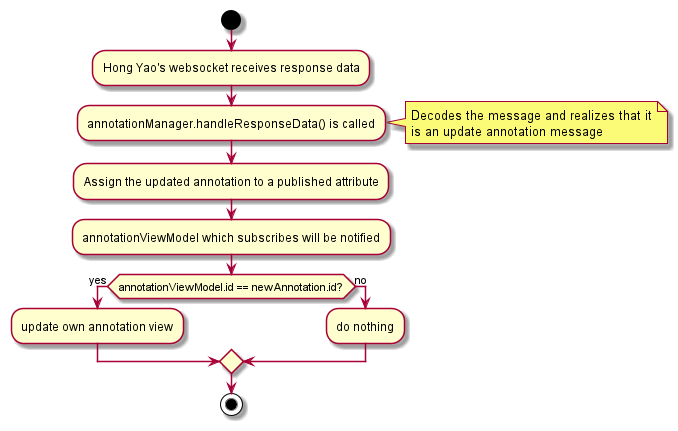 Hong Yao's websocket receives response data
annotationManager.handleResponseData() is called
Decodes the message and realizes that it
is an update annotation message
Assign the updated annotation to a published attribute
annotationViewModel which subscribes will be notified
yes
annotationViewModel.id == newAnnotation.id?
no
update own annotation view
do nothing